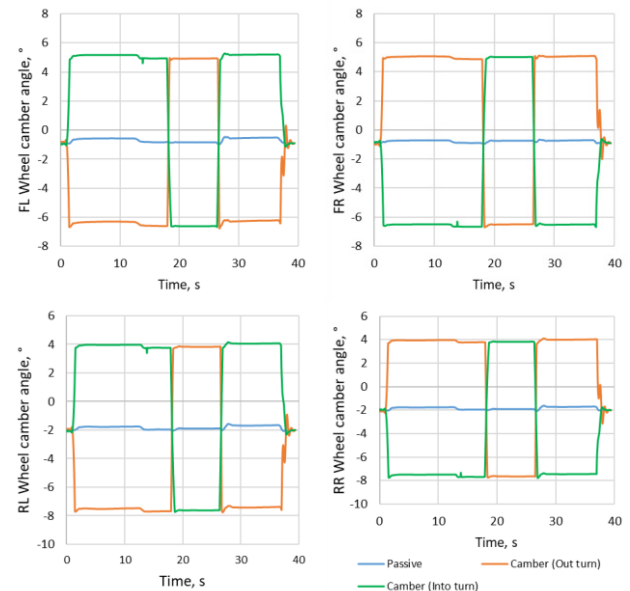 FL Wheel camber angle, °
8
6
4
2
0
-2
-4
-6
-8
0 10 20 30 40
Time, s
FR Wheel camber angle, °
8
6
4
2
0
-2
-4
-6
-8
0 10 20 30 40
Time, s
RL Wheel camber angle, °
6
4
2
0
-2
-4
-6
-8
-10
0 10 20 30 40
Time, s
RR Wheel camber angle, °
6
4
2
0
-2
-4
-6
-8
-10
0 10 20 30 40
Time, s
Passive Camber (Out turn)
Camber (Into turn)